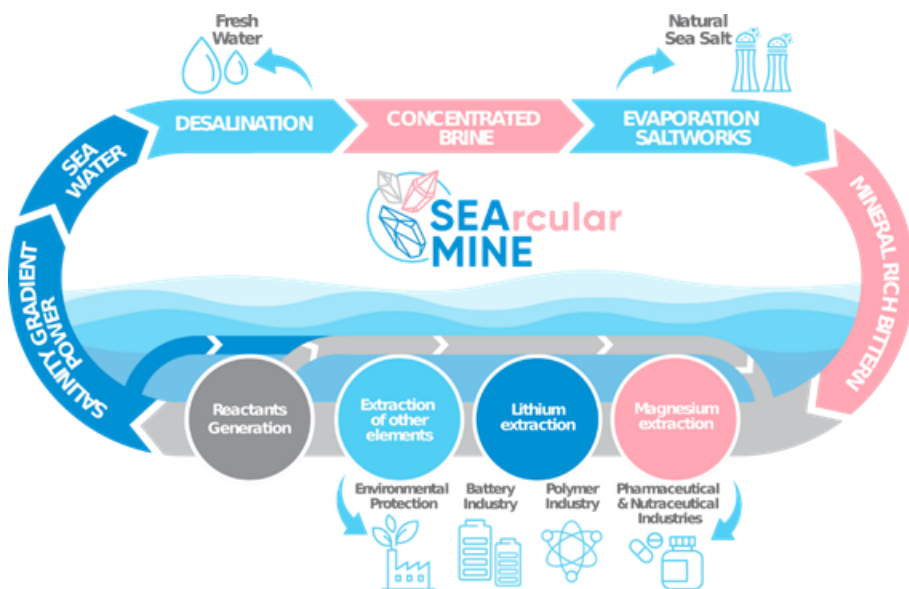 Fresh
Water
Natural
Sea Salt
DESALINATION
CONCENTRATED
BRINE
EVAPORATION
SALTWORKS
SEA
WATER
MINERAL RICH BITTERN
SEArcular
MINE
SALINITY GRADIENT
POWER
Reactants
Generation
Extraction
of other
elements
Lithium
extraction
Magnesium
extraction
Environmental
Protection
Battery
Industry
Polymer
Industry
Pharmaceutical
& Nutraceutical
Industries